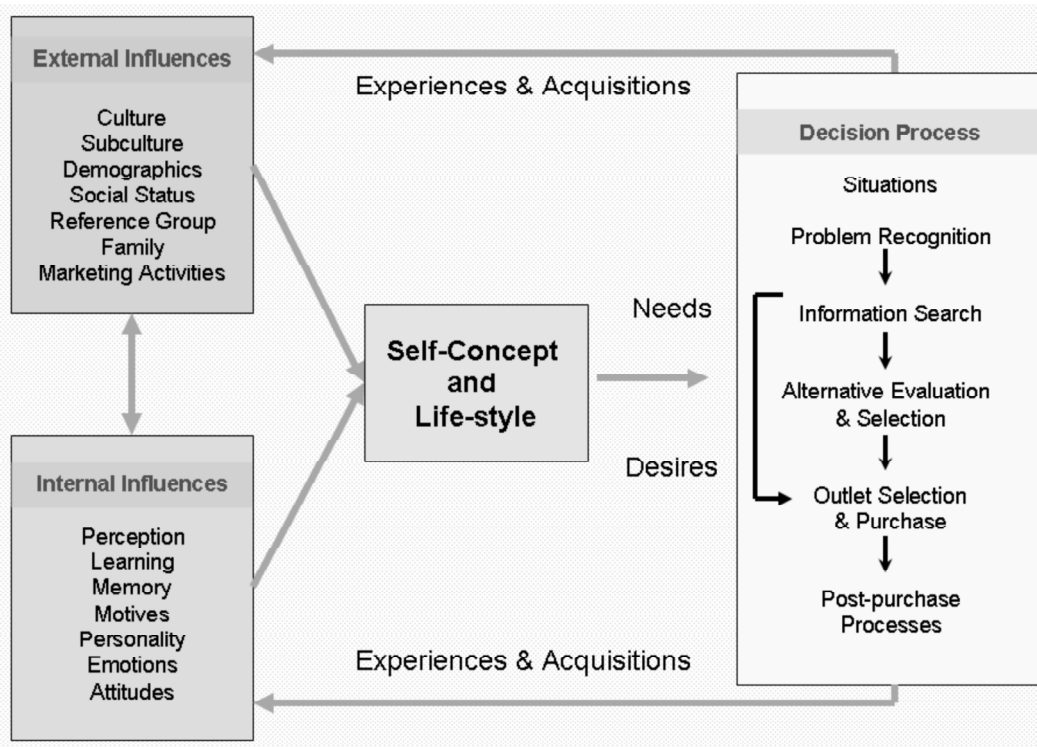 External Influences
Culture
Subculture
Demographics
Social Status
Reference Group
Family
Marketing Activities
Internal Influences
Perception
Learning
Memory
Motives
Personality
Emotions
Attitudes
Experiences & Acquisitions
Self-Concept
and
Life-style
Needs
Desires
Experiences & Acquisitions
Decision Process
Situations
Problem Recognition
Information Search
Alternative Evaluation
& Selection
Outlet Selection
& Purchase
Post-purchase
Processes